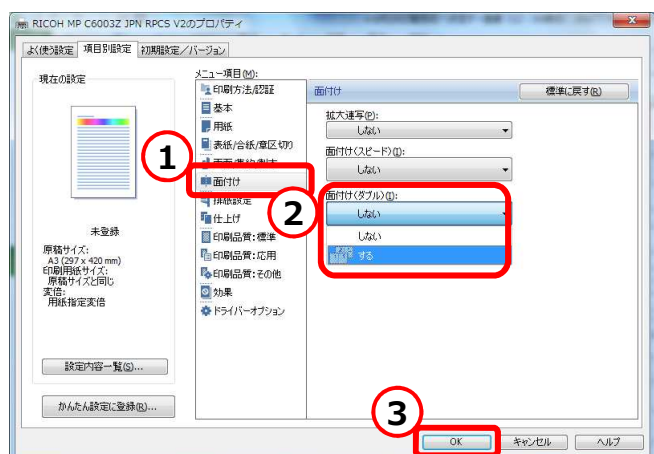 RICOH MP C6003Z JPN RPCS V2のプロパティ
よく使う設定 項目別設定 初期設定/バージョン
現在の設定
未登録
原稿サイズ:
A3 (297 x 420 mm)
印刷用紙サイズ:
原稿サイズと同じ
変倍:
用紙指定変倍
設定内容一覧(S)...
かんたん設定に登録(R)...
メニュー項目(M):
印刷方法/認証
基本
用紙
表紙/合紙/章区切り
①
面付け
排紙設定
仕上げ
印刷品質:標準
印刷品質:応用
印刷品質:その他
効果
ドライバーオプション
面付け 標準に戻す(R)
拡大連写(P):
しない
面付け(スピード)(I):
しない
②
面付け(ダブル)(I):
しない
しない
する
③
OK キャンセル ヘルプ